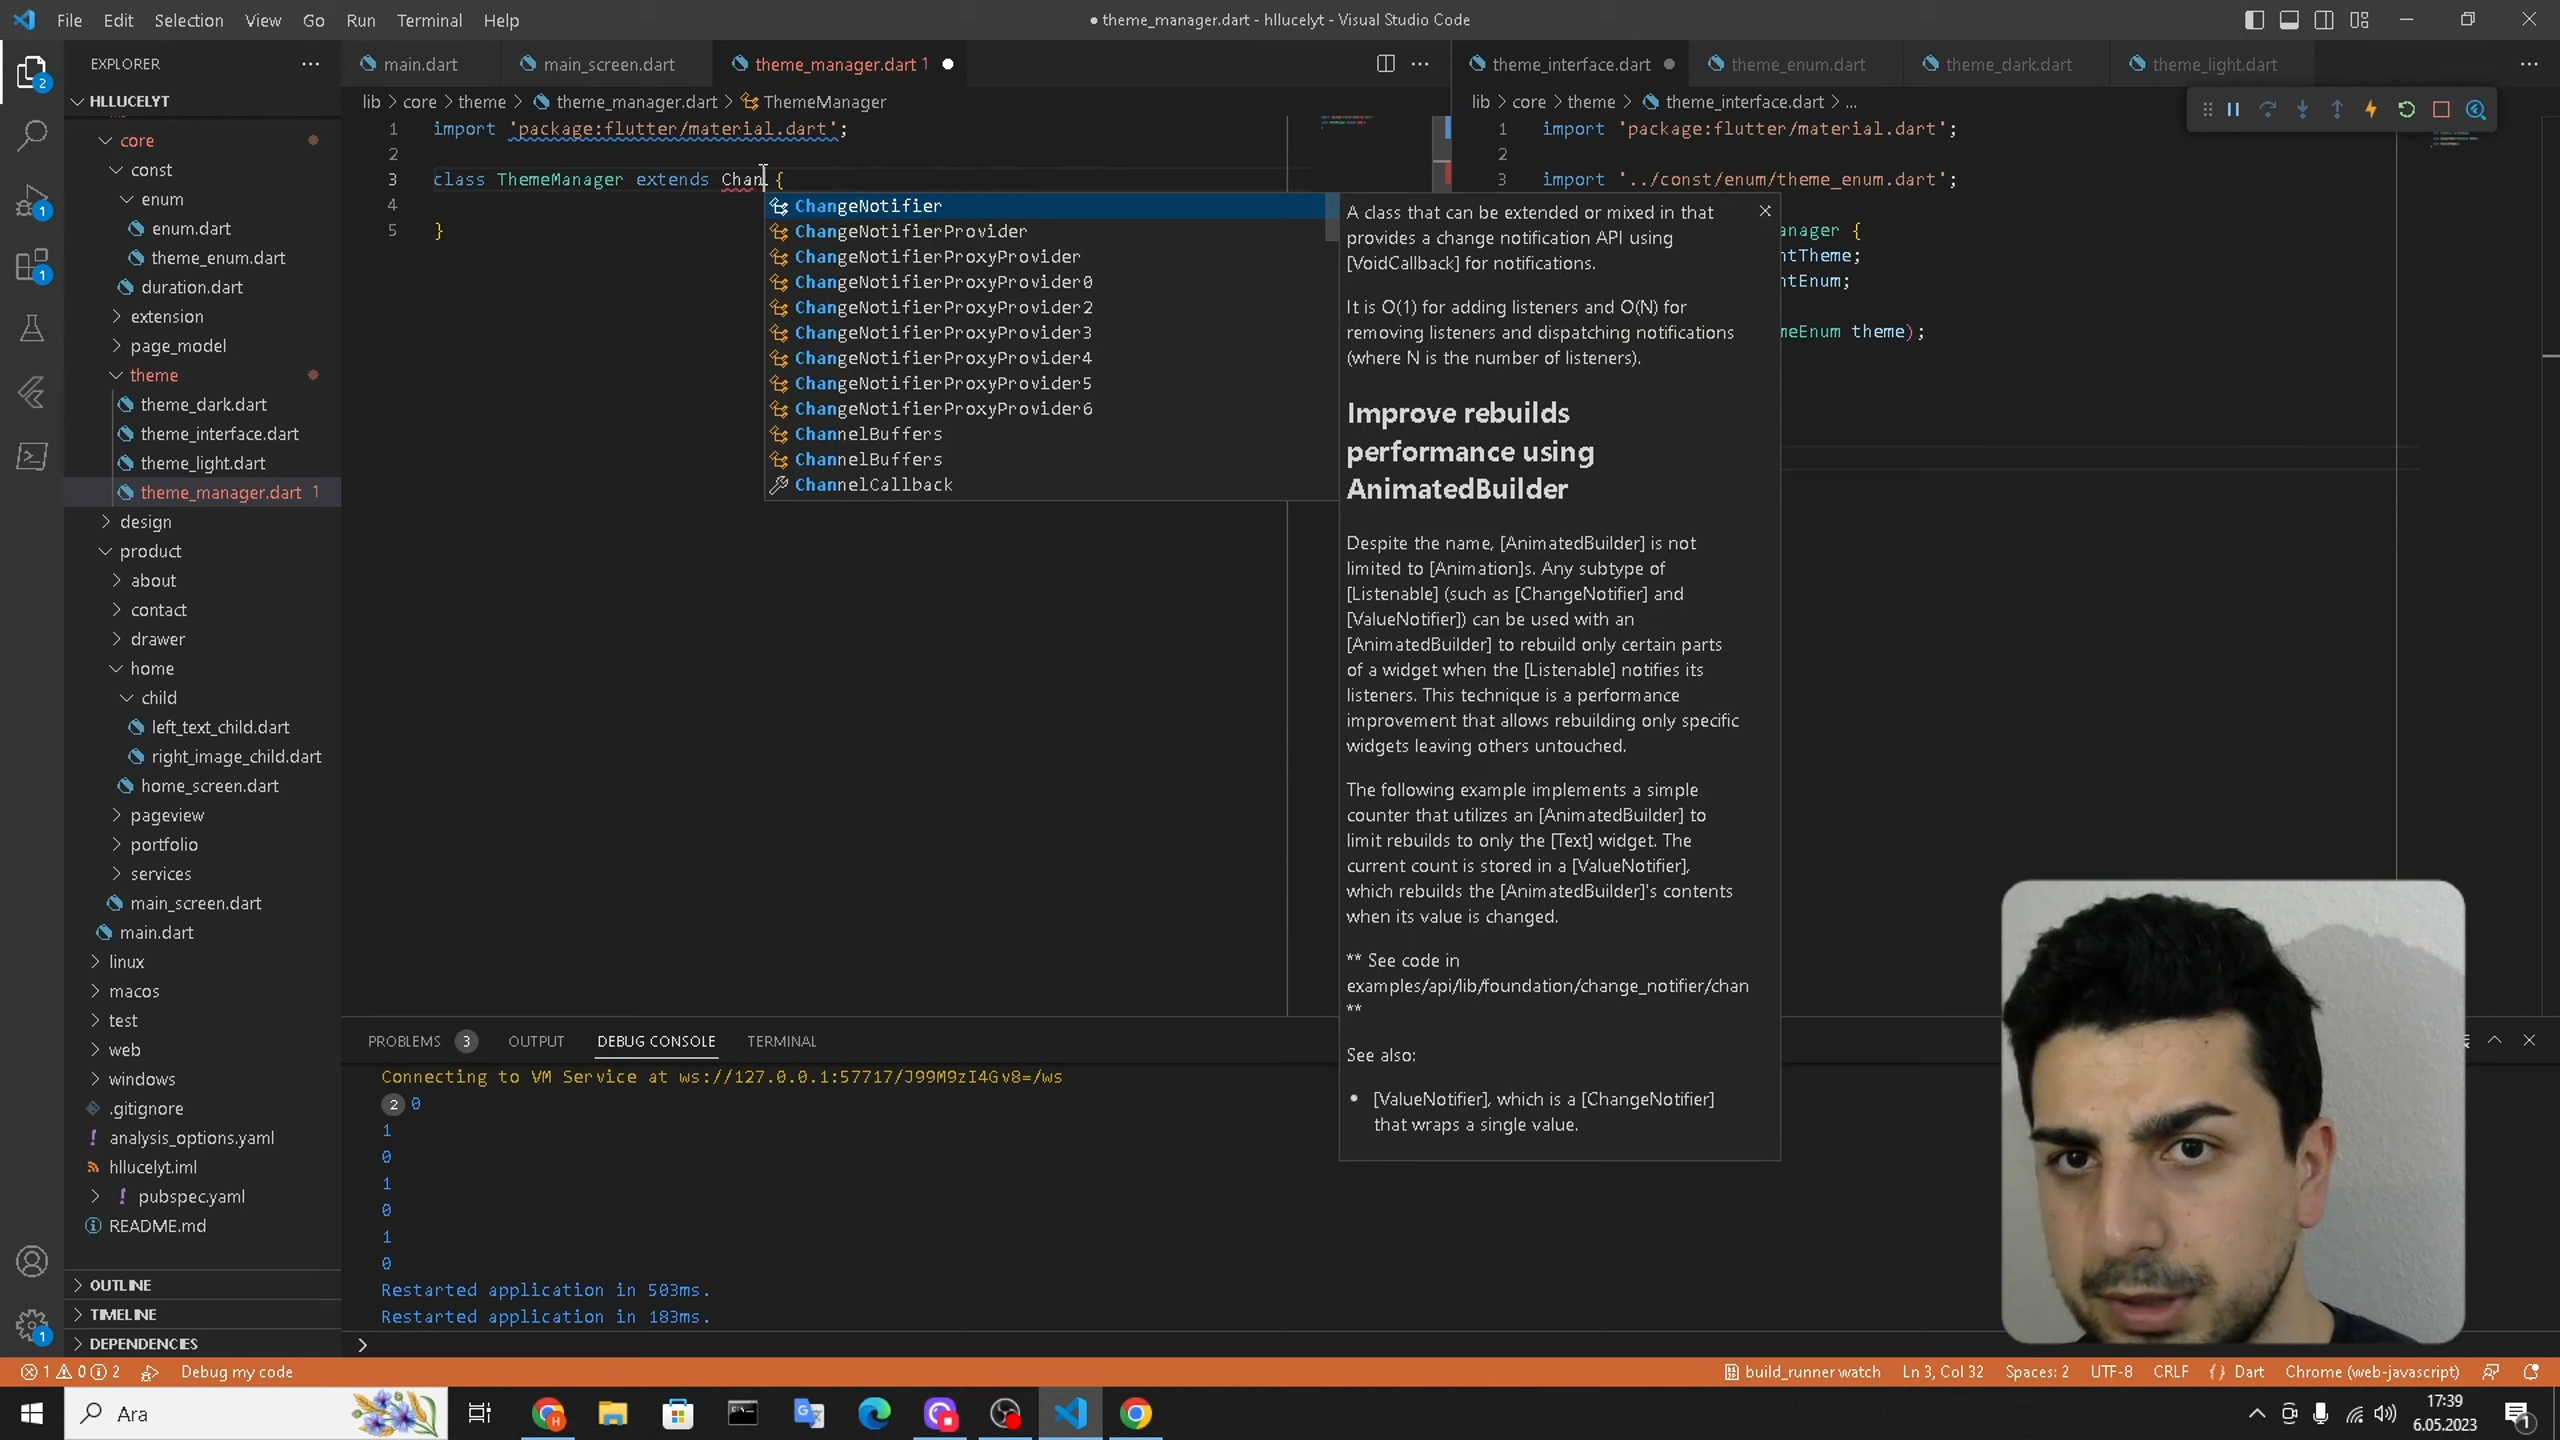 File Edit Selection View Go Run Terminal Help
● theme_manager.dart - hllucelyt - Visual Studio Code
EXPLORER
HLLUCELYT
core
const
enum
enum.dart
theme_enum.dart
duration.dart
extension
page_model
theme
theme_dark.dart
theme_interface.dart
theme_light.dart
theme_manager.dart 1
design
product
about
contact
drawer
home
child
left_text_child.dart
right_image_child.dart
home_screen.dart
pageview
portfolio
services
main_screen.dart
main.dart
linux
macos
test
web
windows
.gitignore
analysis_options.yaml
hllucelyt.iml
pubspec.yaml
README.md
OUTLINE
TIMELINE
DEPENDENCIES
2
1
1
1
main.dart main_screen.dart theme_manager.dart 1
lib > core > theme > theme_manager.dart > ThemeManager
1 import 'package:flutter/material.dart';
2
3 class ThemeManager extends Chan {
4
5 }
ChangeNotifier
ChangeNotifierProvider
ChangeNotifierProxyProvider
ChangeNotifierProxyProvider0
ChangeNotifierProxyProvider2
ChangeNotifierProxyProvider3
ChangeNotifierProxyProvider4
ChangeNotifierProxyProvider5
ChangeNotifierProxyProvider6
ChannelBuffers
ChannelBuffers
ChannelCallback
A class that can be extended or mixed in that
provides a change notification API using
[VoidCallback] for notifications.
It is O(1) for adding listeners and O(N) for
removing listeners and dispatching notifications
(where N is the number of listeners).
Improve rebuilds
performance using
AnimatedBuilder
Despite the name, [AnimatedBuilder] is not
limited to [Animation]s. Any subtype of
[Listenable] (such as [ChangeNotifier] and
[ValueNotifier]) can be used with an
[AnimatedBuilder] to rebuild only certain parts
of a widget when the [Listenable] notifies its
listeners. This technique is a performance
improvement that allows rebuilding only specific
widgets leaving others untouched.
The following example implements a simple
counter that utilizes an [AnimatedBuilder] to
limit rebuilds to only the [Text] widget. The
current count is stored in a [ValueNotifier],
which rebuilds the [AnimatedBuilder]'s contents
when its value is changed.
** See code in
examples/api/lib/foundation/change_notifier/chan
**
See also:
• [ValueNotifier], which is a [ChangeNotifier]
that wraps a single value.
theme_interface.dart theme_enum.dart theme_dark.dart theme_light.dart
lib > core > theme > theme_interface.dart > ...
1 import 'package:flutter/material.dart';
2
3 import '../const/enum/theme_enum.dart';
anager {
ntTheme;
ntEnum;
meEnum theme);
PROBLEMS 3 OUTPUT DEBUG CONSOLE TERMINAL
Connecting to VM Service at ws://127.0.0.1:57717/J99M9zI4Gv8=/ws
2 0
1
0
1
0
1
0
Restarted application in 503ms.
Restarted application in 183ms.
1 0 2 Debug my code
build_runner watch Ln 3, Col 32 Spaces: 2 UTF-8 CRLF {} Dart Chrome (web-javascript)
Ara
17:39
6.05.2023
1